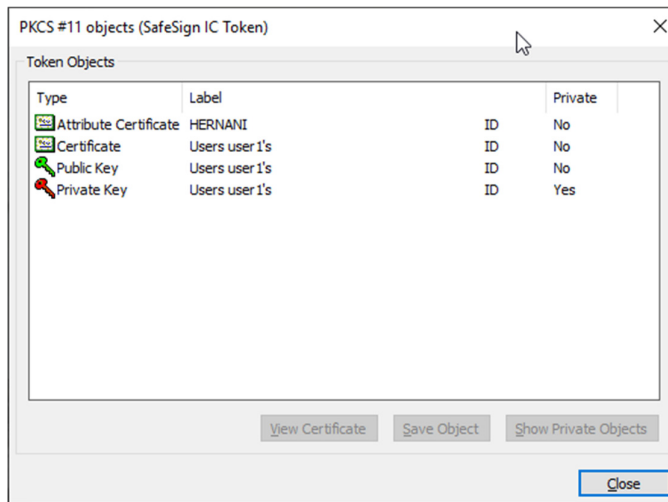 PKCS #11 objects (SafeSign IC Token)
Token Objects
Type Label Private
Attribute Certificate HERNANI ID No
Certificate Users user1's ID No
Public Key Users user1's ID No
Private Key Users user1's ID Yes
View Certificate Save Object Show Private Objects
Close